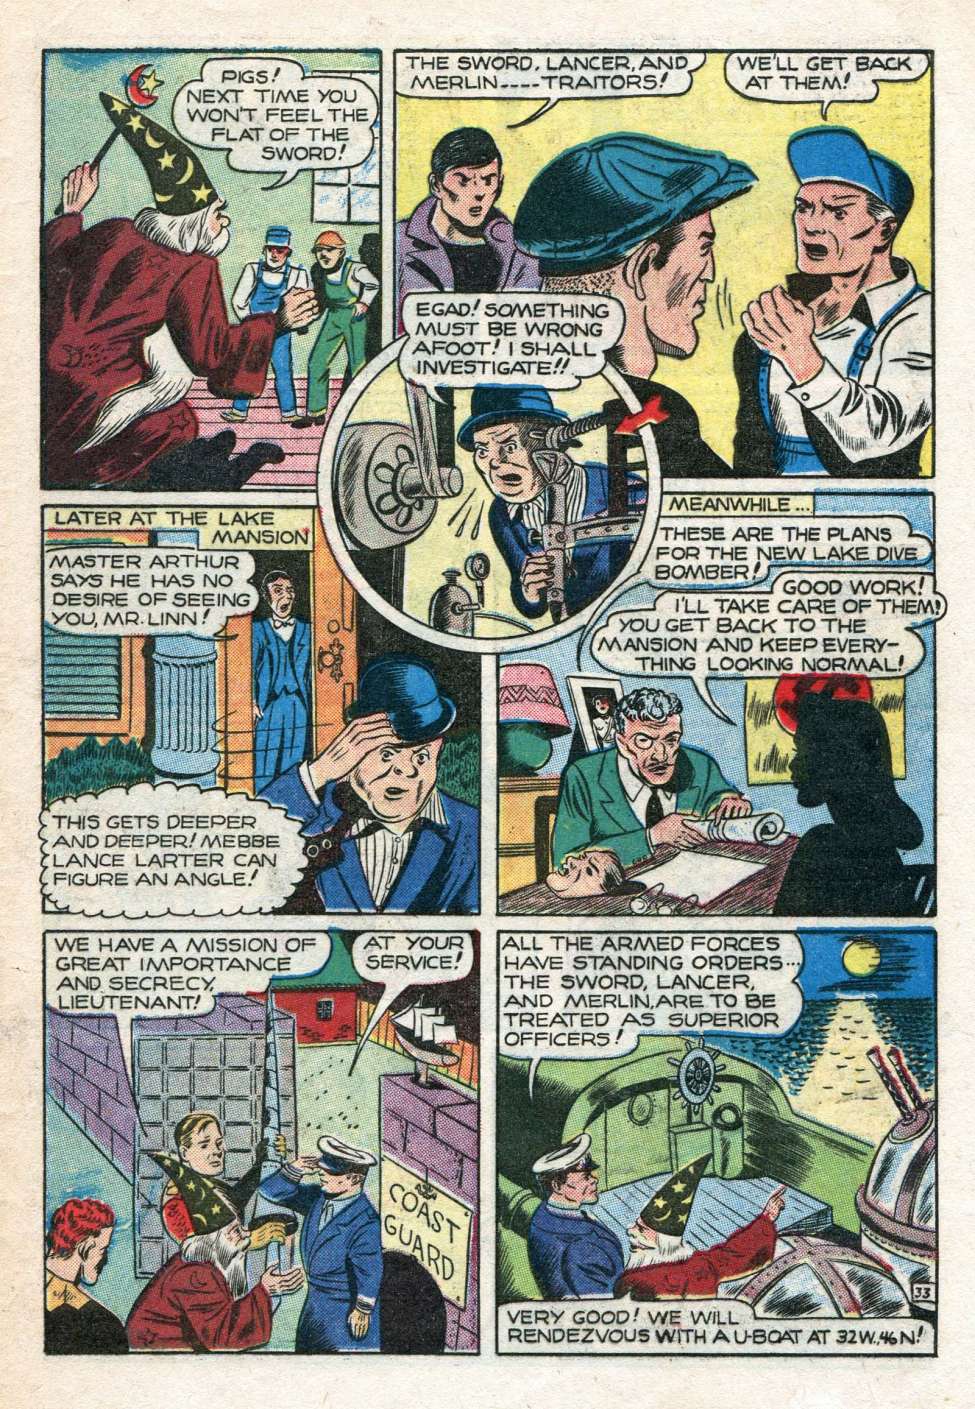 PIGS!
NEXT TIME YOU
WON'T FEEL THE
FLAT OF THE
SWORD!
THE SWORD, LANCER, AND
MERLIN----TRAITORS!
WE'LL GET BACK
AT THEM!
EGAD! SOMETHING
MUST BE WRONG
AFOOT! I SHALL
INVESTIGATE!!
LATER AT THE LAKE
MANSION
MASTER ARTHUR
SAYS HE HAS NO
DESIRE OF SEEING
YOU, MR. LINN!
THIS GETS DEEPER
AND DEEPER! MEBBE
LANCE LARTER CAN
FIGURE AN ANGLE!
MEANWHILE...
THESE ARE THE PLANS
FOR THE NEW LAKE DIVE
BOMBER!
GOOD WORK!
I'LL TAKE CARE OF THEM!
YOU GET BACK TO THE
MANSION AND KEEP EVERY-
THING LOOKING NORMAL!
WE HAVE A MISSION OF
GREAT IMPORTANCE
AND SECRECY,
LIEUTENANT!
AT YOUR
SERVICE!
COAST
GUARD
ALL THE ARMED FORCES
HAVE STANDING ORDERS...
THE SWORD, LANCER,
AND MERLIN, ARE TO BE
TREATED AS SUPERIOR
OFFICERS!
VERY GOOD! WE WILL
RENDEZVOUS WITH A U-BOAT AT 32W.,46N!
33